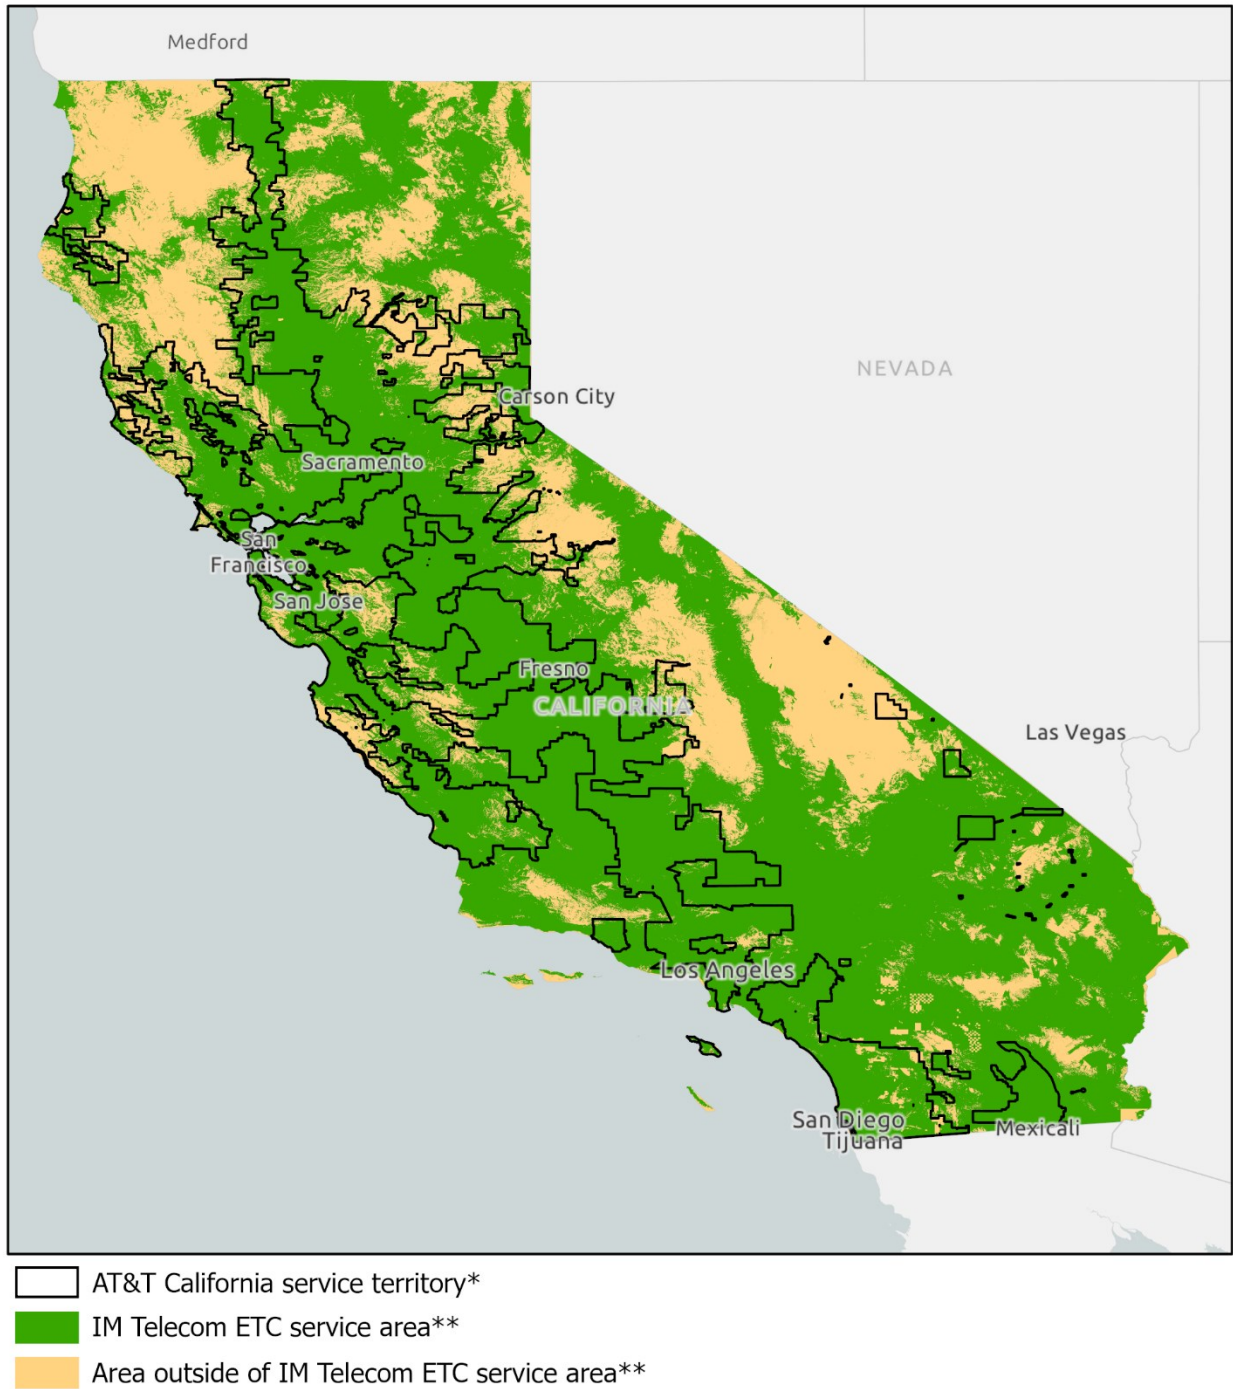 Medford
NEVADA
Carson City
Sacramento
San
Francisco
San Jose
Fresno
CALIFORNIA
Las Vegas
Los Angeles
San Diego
Tijuana
Mexicali
AT&T California service territory*
IM Telecom ETC service area**
Area outside of IM Telecom ETC service area**